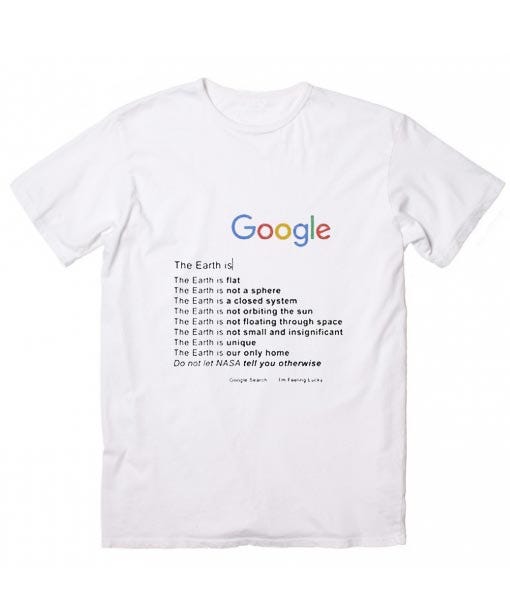 Google
The Earth is
The Earth is flat
The Earth is not a sphere
The Earth is a closed system
The Earth is not orbiting the sun
The Earth is not floating through space
The Earth is not small and insignificant
The Earth is unique
The Earth is our only home
Do not let NASA tell you otherwise
Google Search I'm Feeling Lucky